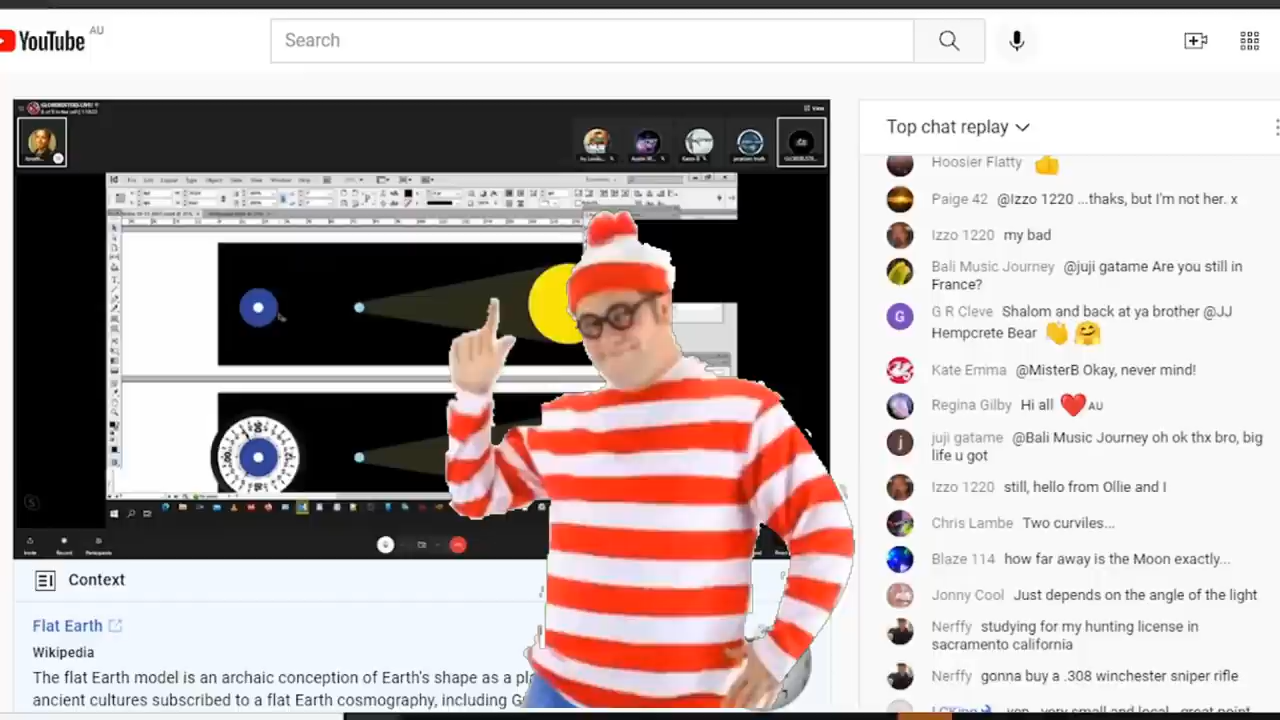 YouTube AU
Search
GLOBEBUSTERS LIVE!
View
Context
Flat Earth
Wikipedia
The flat Earth model is an archaic conception of Earth's shape as a
ancient cultures subscribed to a flat Earth cosmography, including
Top chat replay
Hoosier Flatty 👍
Paige 42 @Izzo 1220 ...thaks, but I'm not her. x
Izzo 1220 my bad
Bali Music Journey @juji gatame Are you still in
France?
G
G R Cleve Shalom and back at ya brother @JJ
Hempcrete Bear 👏 🤗
Kate Emma @MisterB Okay, never mind!
Regina Gilby Hi all ❤️ AU
j
juji gatame @Bali Music Journey oh ok thx bro, big
life u got
Izzo 1220 still, hello from Ollie and I
Chris Lambe Two curviles...
Blaze 114 how far away is the Moon exactly...
Jonny Cool Just depends on the angle of the light
Nerffy studying for my hunting license in
sacramento california
Nerffy gonna buy a .308 winchester sniper rifle